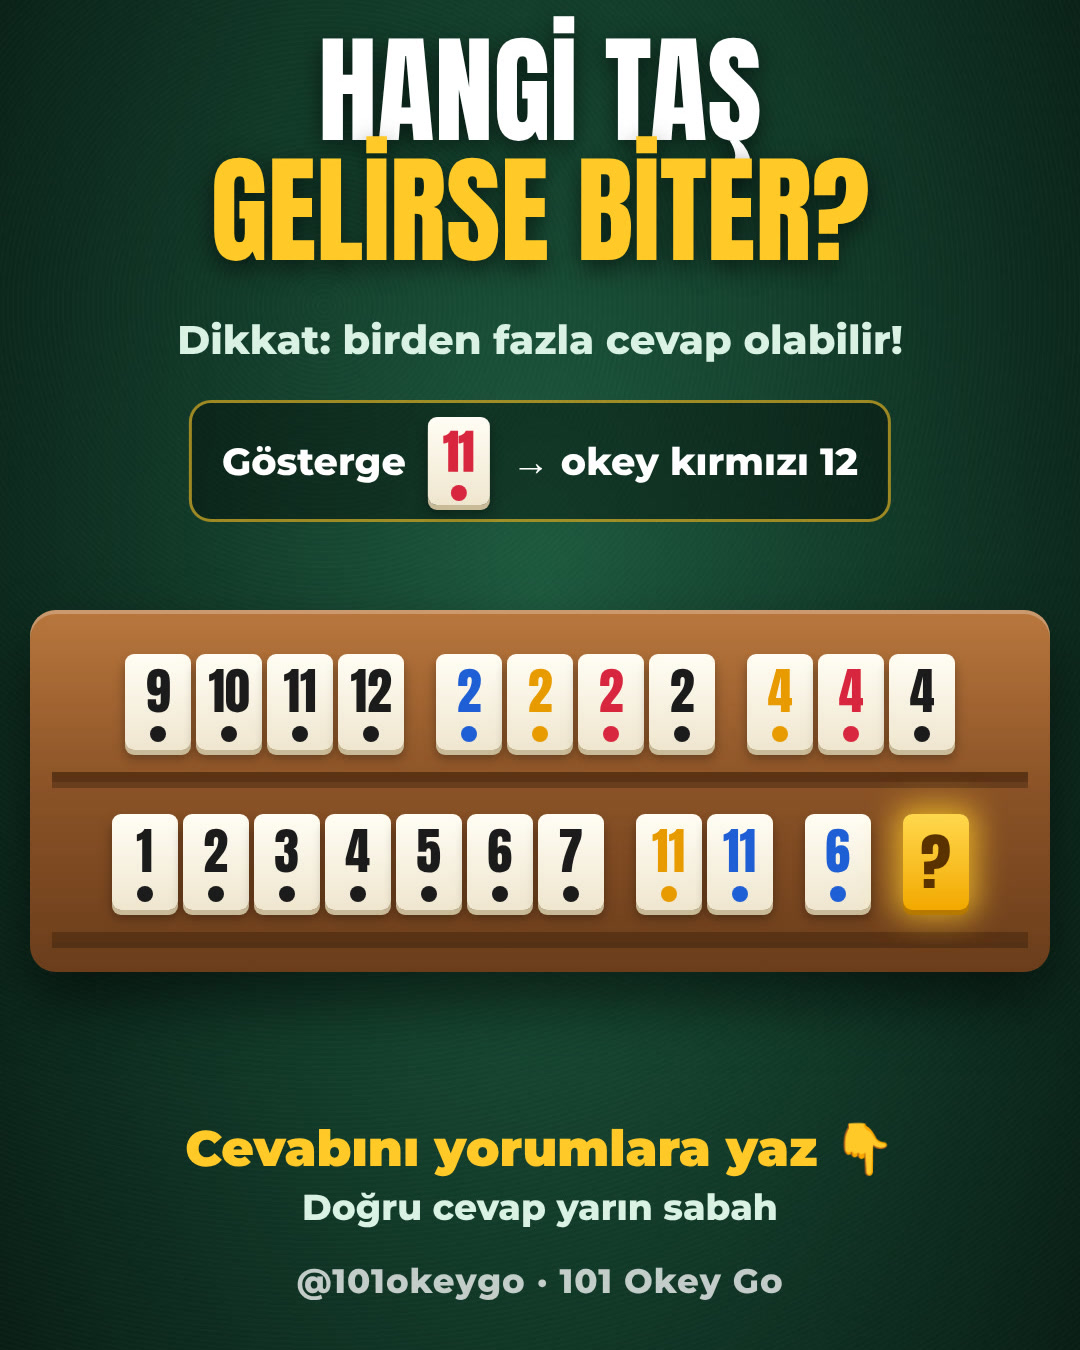 HANGİ TAŞ
GELİRSE BİTER?
Dikkat: birden fazla cevap olabilir!
Gösterge 11 → okey kırmızı 12
9 10 11 12 2 2 2 2 4 4 4
1 2 3 4 5 6 7 11 11 6 ?
Cevabını yorumlara yaz 👇
Doğru cevap yarın sabah
@101okeygo · 101 Okey Go